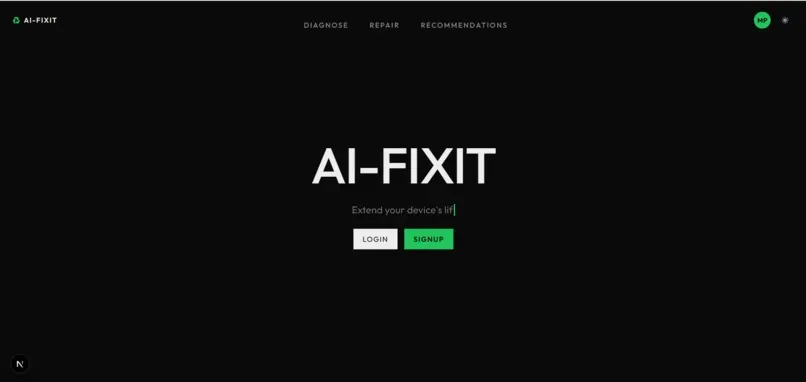 AI-FIXIT
DIAGNOSE REPAIR RECOMMENDATIONS
MP
AI-FIXIT
Extend your device's lif
LOGIN SIGNUP
N